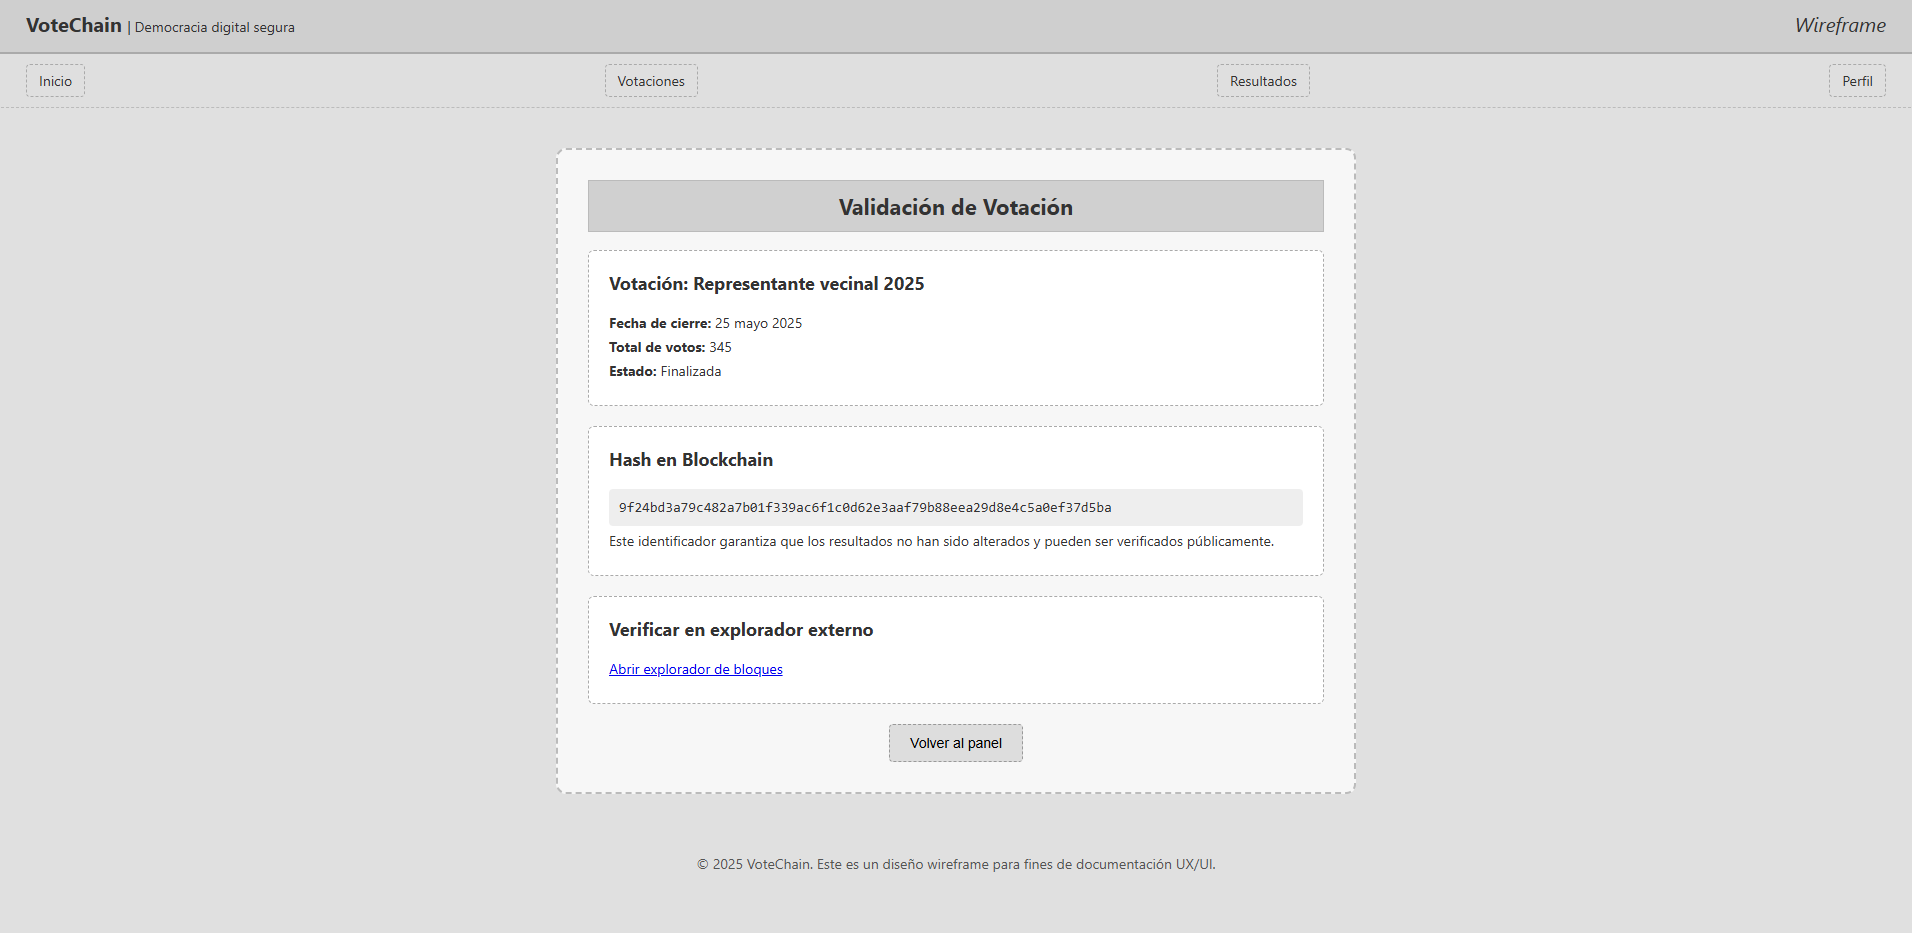 VoteChain | Democracia digital segura
Wireframe
Inicio
Votaciones
Resultados
Perfil
Validación de Votación
Votación: Representante vecinal 2025
Fecha de cierre: 25 mayo 2025
Total de votos: 345
Estado: Finalizada
Hash en Blockchain
9f24bd3a79c482a7b01f339ac6f1c0d62e3aaf79b88eea29d8e4c5a0ef37d5ba
Este identificador garantiza que los resultados no han sido alterados y pueden ser verificados públicamente.
Verificar en explorador externo
Abrir explorador de bloques
Volver al panel
© 2025 VoteChain. Este es un diseño wireframe para fines de documentación UX/UI.